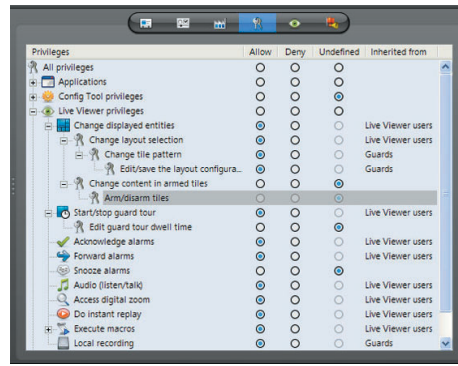 Privileges Allow Deny Undefined Inherited from
All privileges
Applications
Config Tool privileges
Live Viewer privileges
Change displayed entities Live Viewer users
Change layout selection Live Viewer users
Change tile pattern Guards
Edit/save the layout configura... Guards
Change content in armed tiles
Arm/disarm tiles
Start/stop guard tour Live Viewer users
Edit guard tour dwell time
Acknowledge alarms Live Viewer users
Forward alarms Live Viewer users
Snooze alarms
Audio (listen/talk) Live Viewer users
Access digital zoom Live Viewer users
Do instant replay Live Viewer users
Execute macros Live Viewer users
Local recording Guards